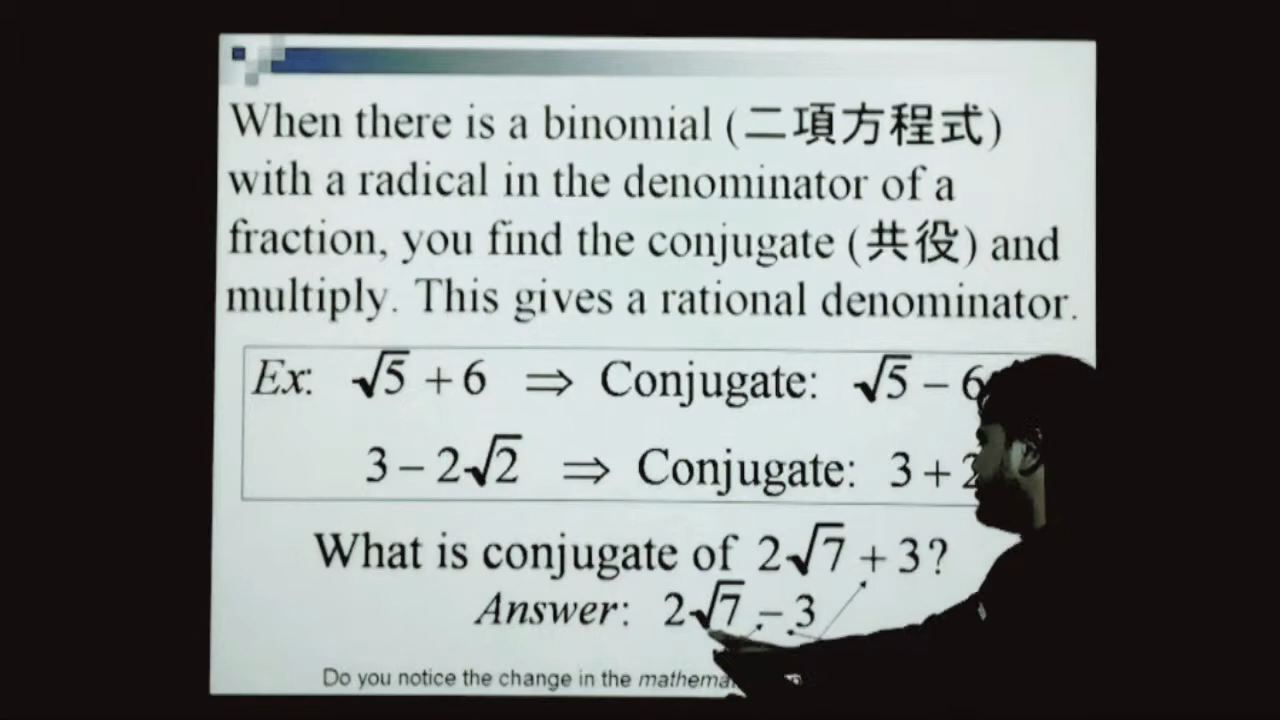 When there is a binomial (二項方程式)
with a radical in the denominator of a
fraction, you find the conjugate (共役) and
multiply. This gives a rational denominator.
Ex: √5 + 6 ⇒ Conjugate: √5 − 6
3 − 2√2 ⇒ Conjugate: 3 + 2
What is conjugate of 2√7 + 3?
Answer: 2√7 − 3
Do you notice the change in the